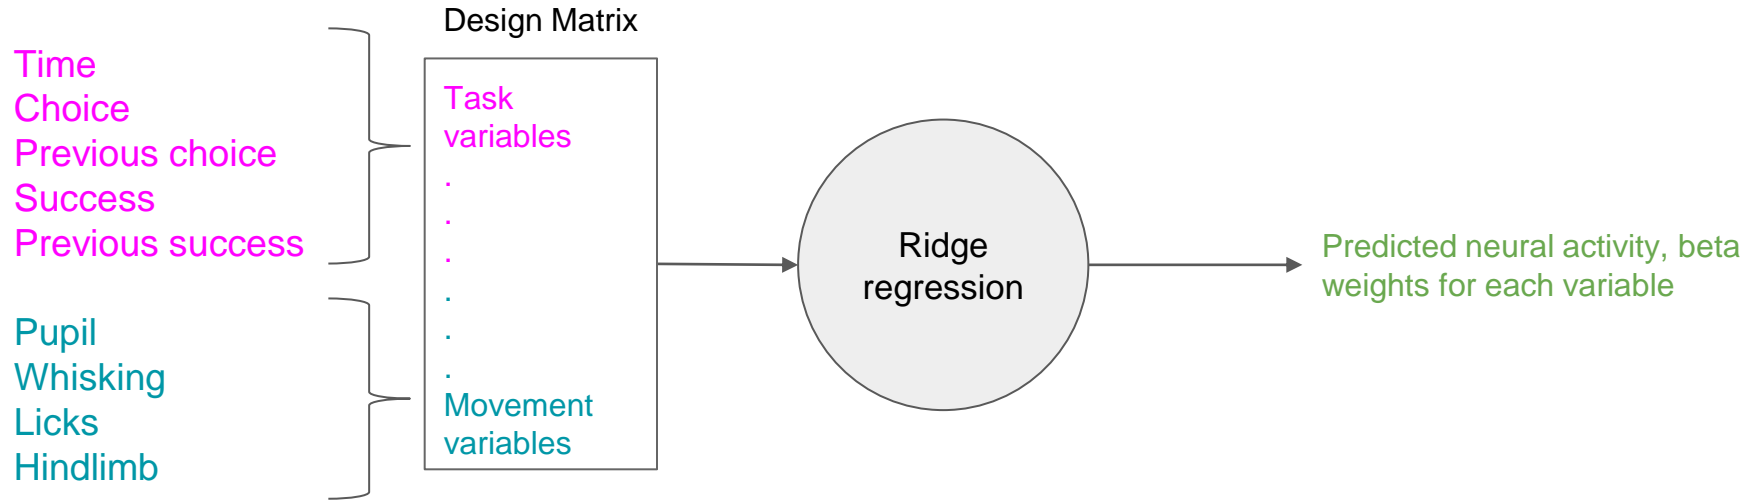 Design Matrix
Time
Choice
Previous choice
Success
Previous success
Pupil
Whisking
Licks
Hindlimb
Task
variables
.
.
.
.
.
.
Movement
variables
Ridge
regression
Predicted neural activity, beta
weights for each variable